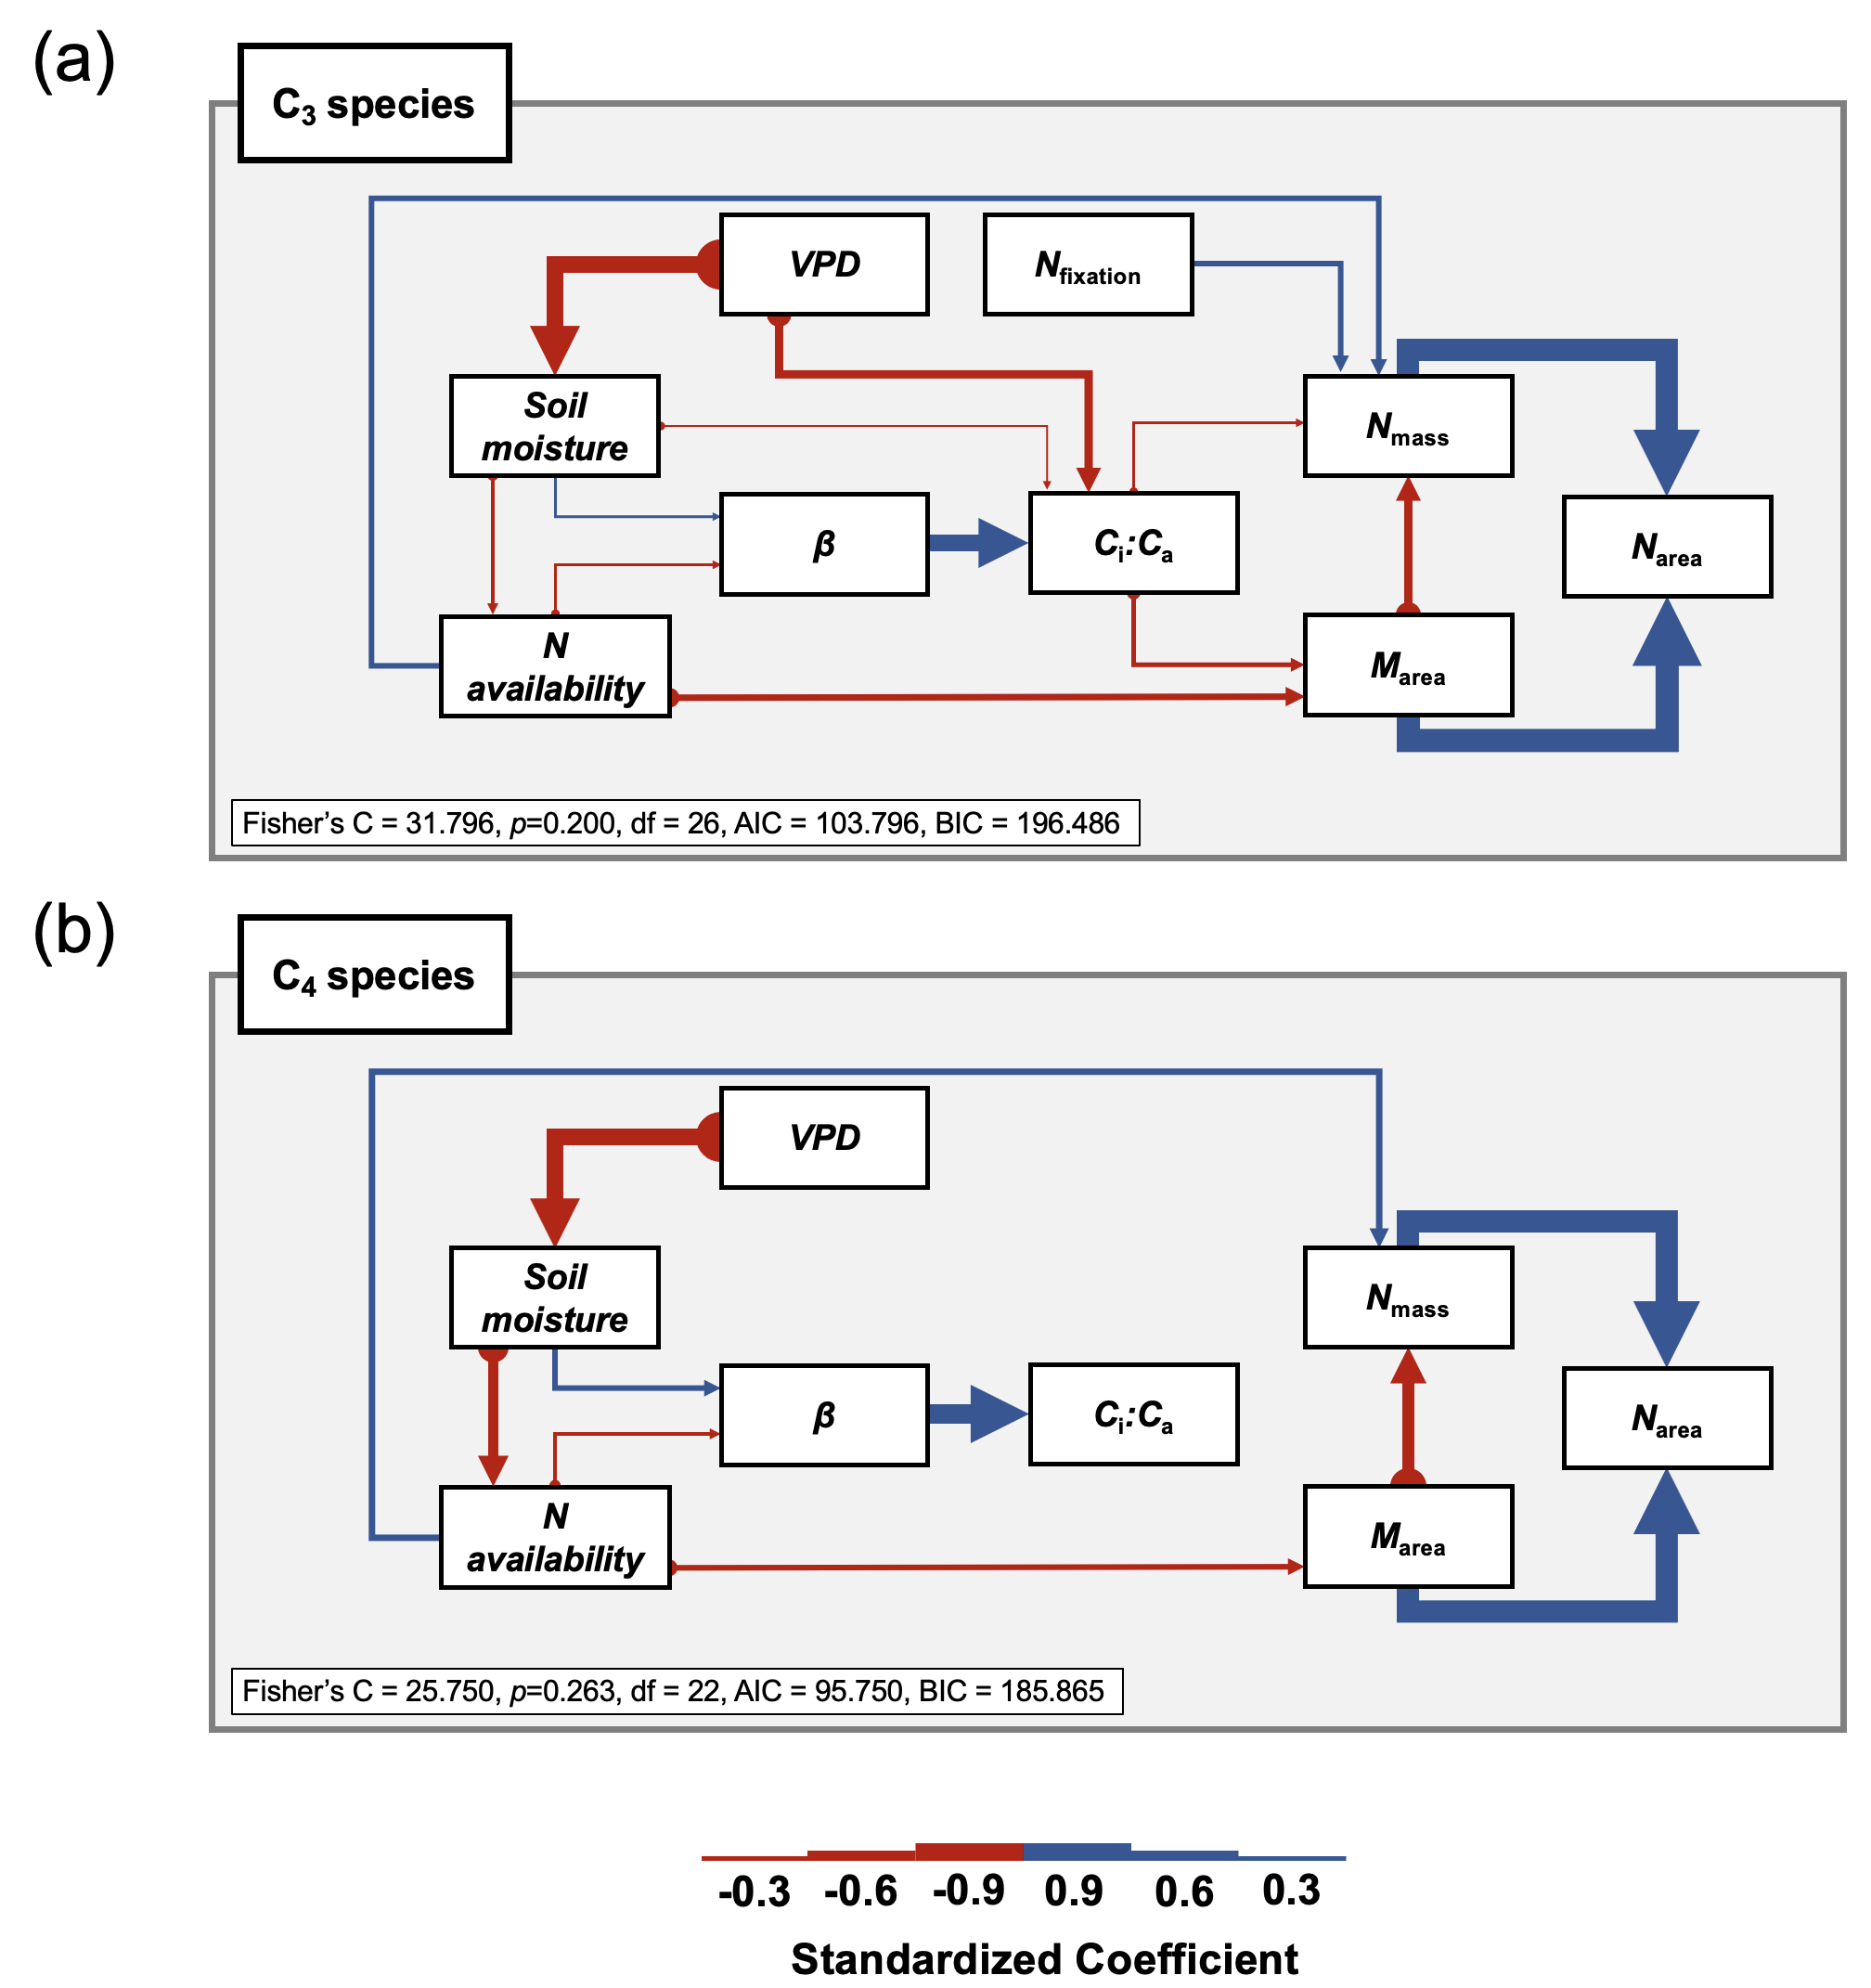 (a)
C₃ species
VPD
Nfixation
Soil
moisture
Nmass
β
Ci:Ca
Narea
N
availability
Marea
Fisher’s C = 31.796, p=0.200, df = 26, AIC = 103.796, BIC = 196.486
(b)
C₄ species
VPD
Soil
moisture
Nmass
β
Ci:Ca
Narea
N
availability
Marea
Fisher’s C = 25.750, p=0.263, df = 22, AIC = 95.750, BIC = 185.865
-0.3 -0.6 -0.9 0.9 0.6 0.3
Standardized Coefficient